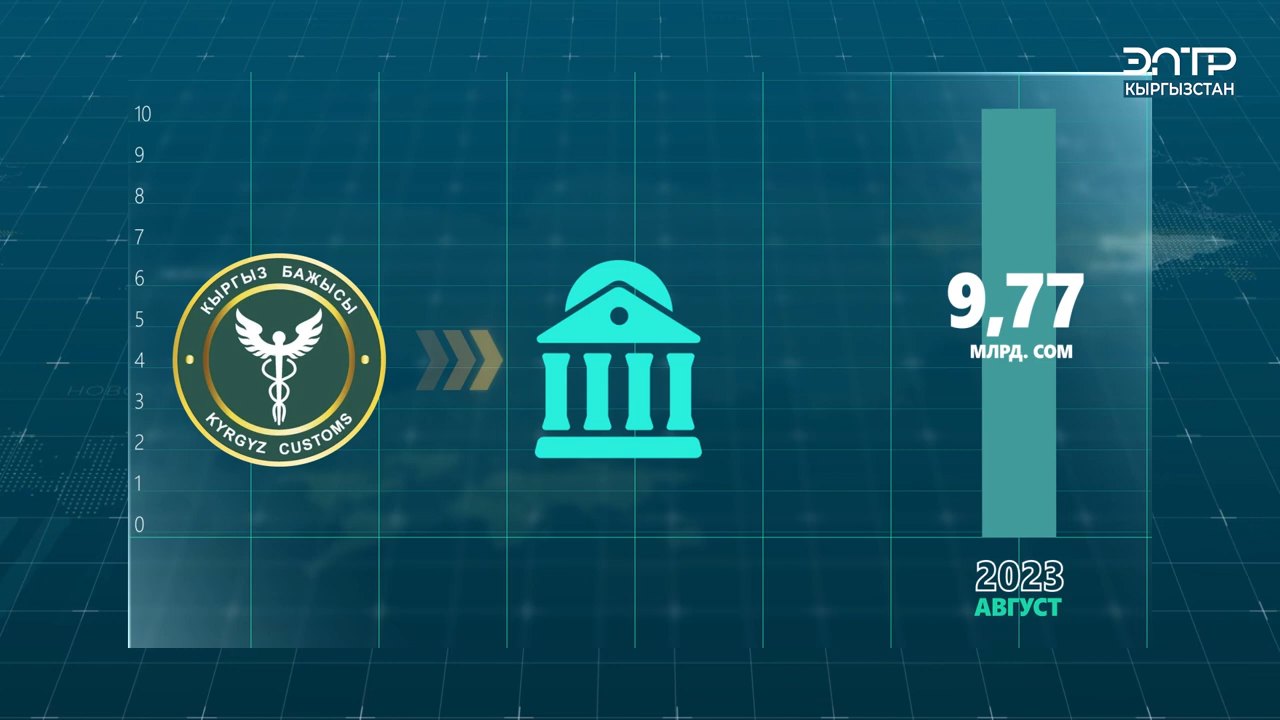 ЭЛТР
КЫРГЫЗСТАН
10
9
8
7
6
5
4
3
2
1
0
КЫРГЫЗ БАЖЫСЫ
KYRGYZ CUSTOMS
9,77
МЛРД. СОМ
2023
АВГУСТ